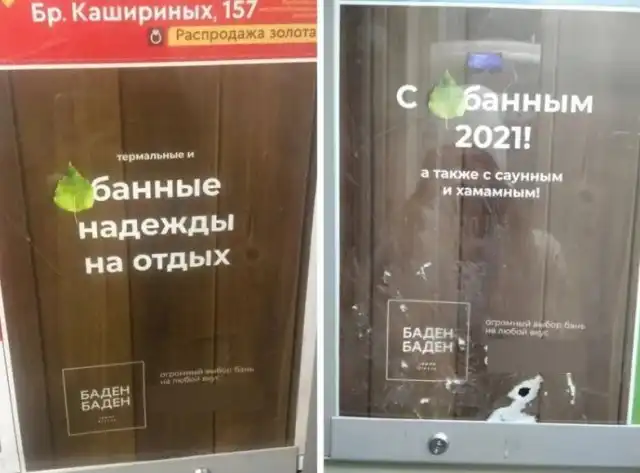 Бр. Кашириных, 157
Распродажа золота
термальные и
банные
надежды
на отдых
БАДЕН
БАДЕН
огромный выбор бань
на любой вкус
С банным
2021!
а также с саунным
и хамамным!
БАДЕН
БАДЕН
огромный выбор бань
на любой вкус